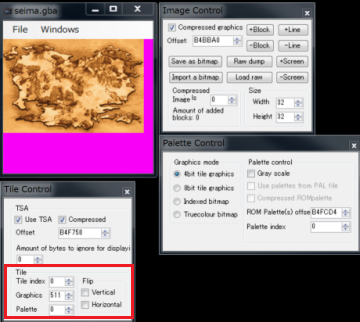 seima.gba
File Windows
Image Control
Compressed graphics
Offset B4BBA0
+Block
+Line
-Block
-Line
Save as bitmap
Raw dump
+Screen
Import a bitmap
Load raw
-Screen
Compressed
Image 0
Amount of added
blocks: 0
Size
Width 32
Height 32
Palette Control
Graphics mode
4bit tile graphics
8bit tile graphics
Indexed bitmap
Truecolour bitmap
Palette control
Gray scale
Use palettes from PAL file
Compressed ROMpalette
ROM Palette(s) offse B4FCD4
Palette index 0
Tile Control
TSA
Use TSA Compressed
Offset B4F758
Amount of bytes to ignore for displayi
0
Tile
Tile index 0
Graphics 511
Palette 0
Flip
Vertical
Horizontal